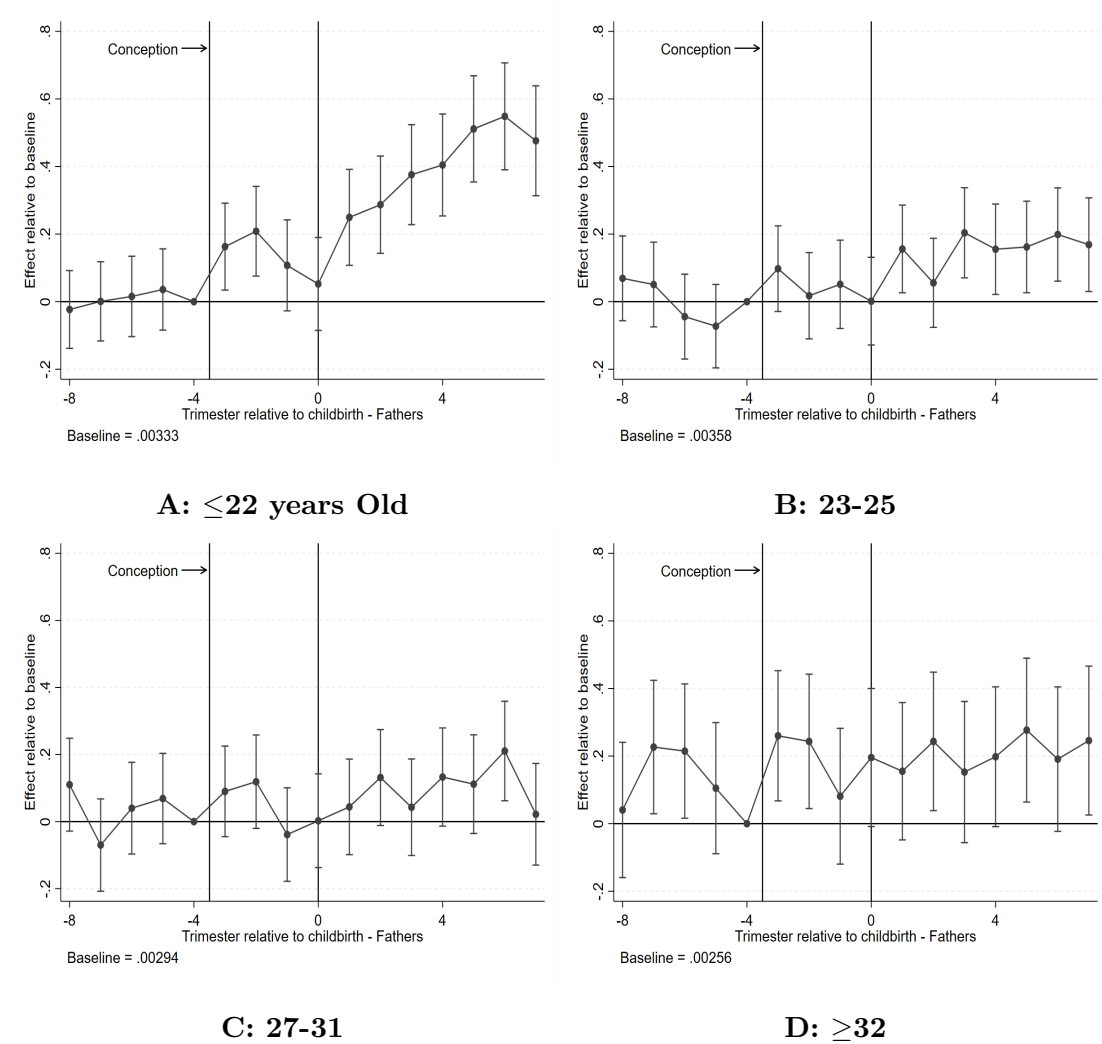 Effect relative to baseline
-.2 0 .2 .4 .6 .8
Conception
-8 -4 0 4
Trimester relative to childbirth - Fathers
Baseline = .00333
A: ≤22 years Old
Effect relative to baseline
-.2 0 .2 .4 .6 .8
Conception
-8 -4 0 4
Trimester relative to childbirth - Fathers
Baseline = .00358
B: 23-25
Effect relative to baseline
-.2 0 .2 .4 .6 .8
Conception
-8 -4 0 4
Trimester relative to childbirth - Fathers
Baseline = .00294
C: 27-31
Effect relative to baseline
-.2 0 .2 .4 .6 .8
Conception
-8 -4 0 4
Trimester relative to childbirth - Fathers
Baseline = .00256
D: ≥32